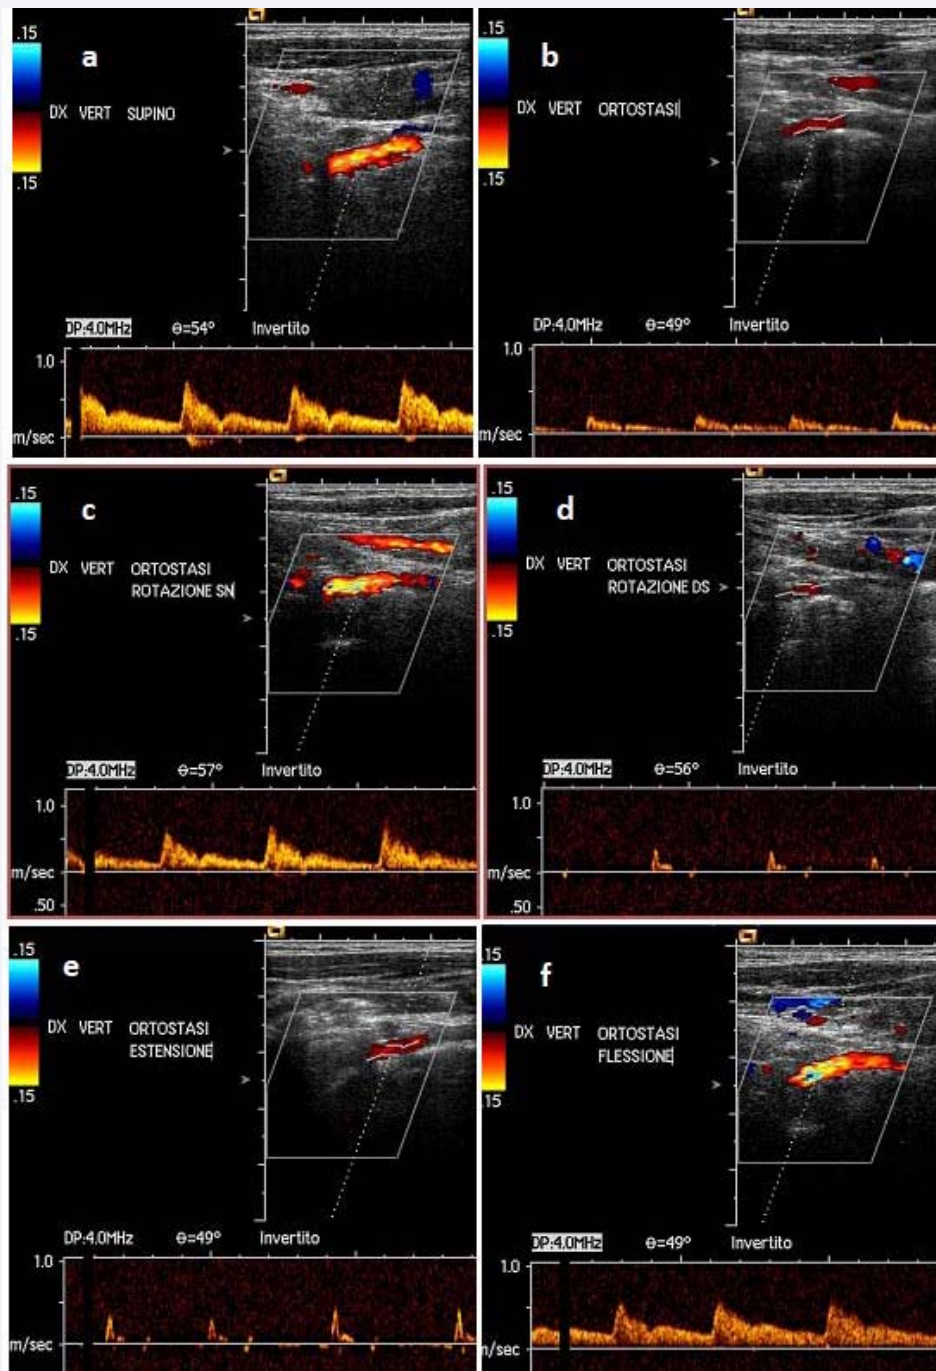 .15
a
DX VERT SUPINO
.15
DP:4.0MHz ϴ=54° Invertito
1.0
m/sec
.15
b
DX VERT ORTOSTASI
.15
DP:4.0MHz ϴ=49° Invertito
1.0
m/sec
.15
c
DX VERT ORTOSTASI
ROTAZIONE SN
.15
DP:4.0MHz ϴ=57° Invertito
1.0
m/sec
.50
.15
d
DX VERT ORTOSTASI
ROTAZIONE DS
.15
DP:4.0MHz ϴ=56° Invertito
1.0
m/sec
.50
.15
e
DX VERT ORTOSTASI
ESTENSIONE
.15
DP:4.0MHz ϴ=49° Invertito
1.0
m/sec
.15
f
DX VERT ORTOSTASI
FLESSIONE
.15
DP:4.0MHz ϴ=49° Invertito
1.0
m/sec